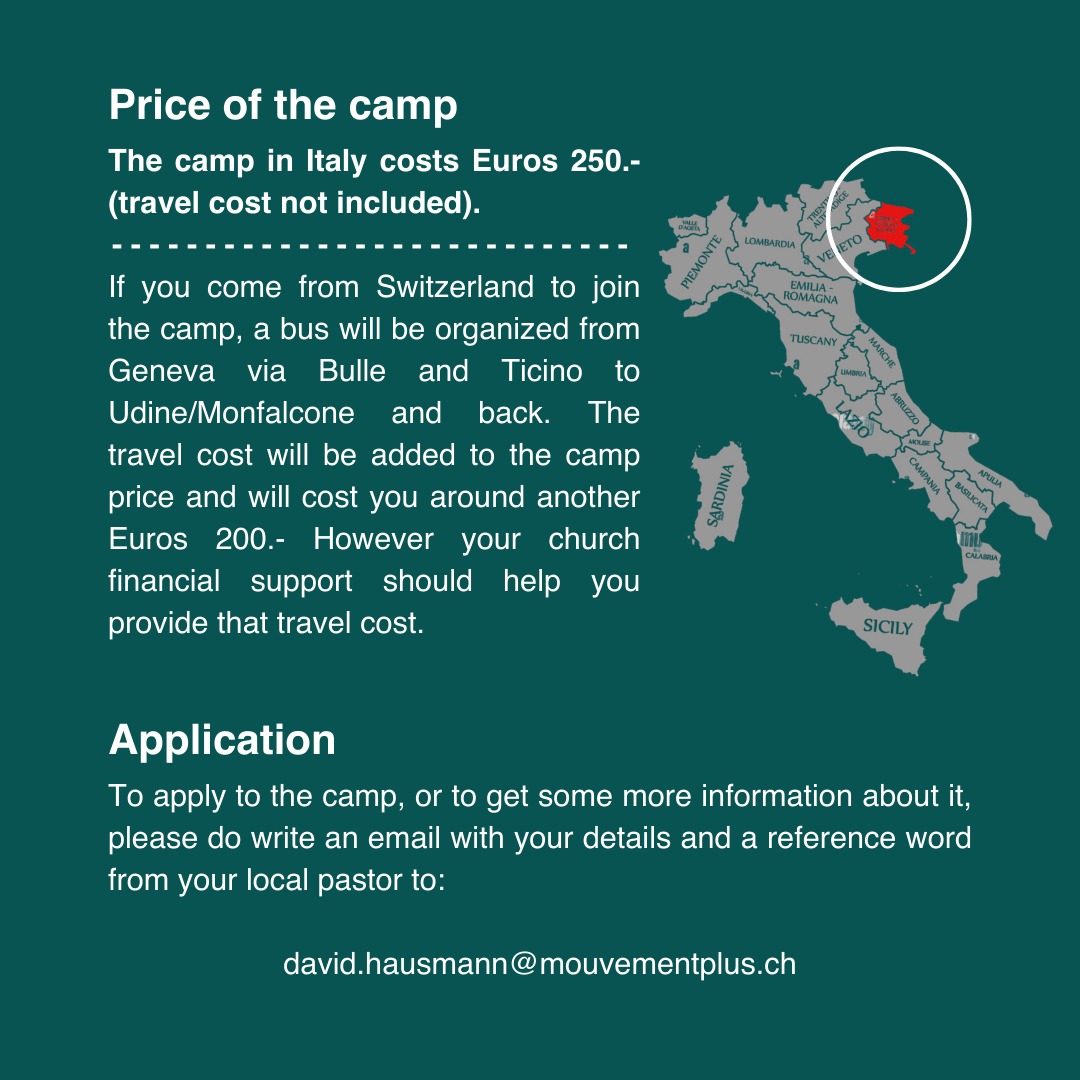 Price of the camp
The camp in Italy costs Euros 250.-
(travel cost not included).
If you come from Switzerland to join
the camp, a bus will be organized from
Geneva via Bulle and Ticino to
Udine/Monfalcone and back. The
travel cost will be added to the camp
price and will cost you around another
Euros 200.- However your church
financial support should help you
provide that travel cost.
VALLE
D'AOSTA
PIEMONTE
LOMBARDIA
TRENTINO
ALTO ADIGE
VENETO
EMILIA -
ROMAGNA
TUSCANY
MARCHE
UMBRIA
LAZIO
ABRUZZO
MOLISE
CAMPANIA
APULIA
BASILICATA
CALABRIA
SARDINIA
SICILY
Application
To apply to the camp, or to get some more information about it,
please do write an email with your details and a reference word
from your local pastor to:
david.hausmann@mouvementplus.ch